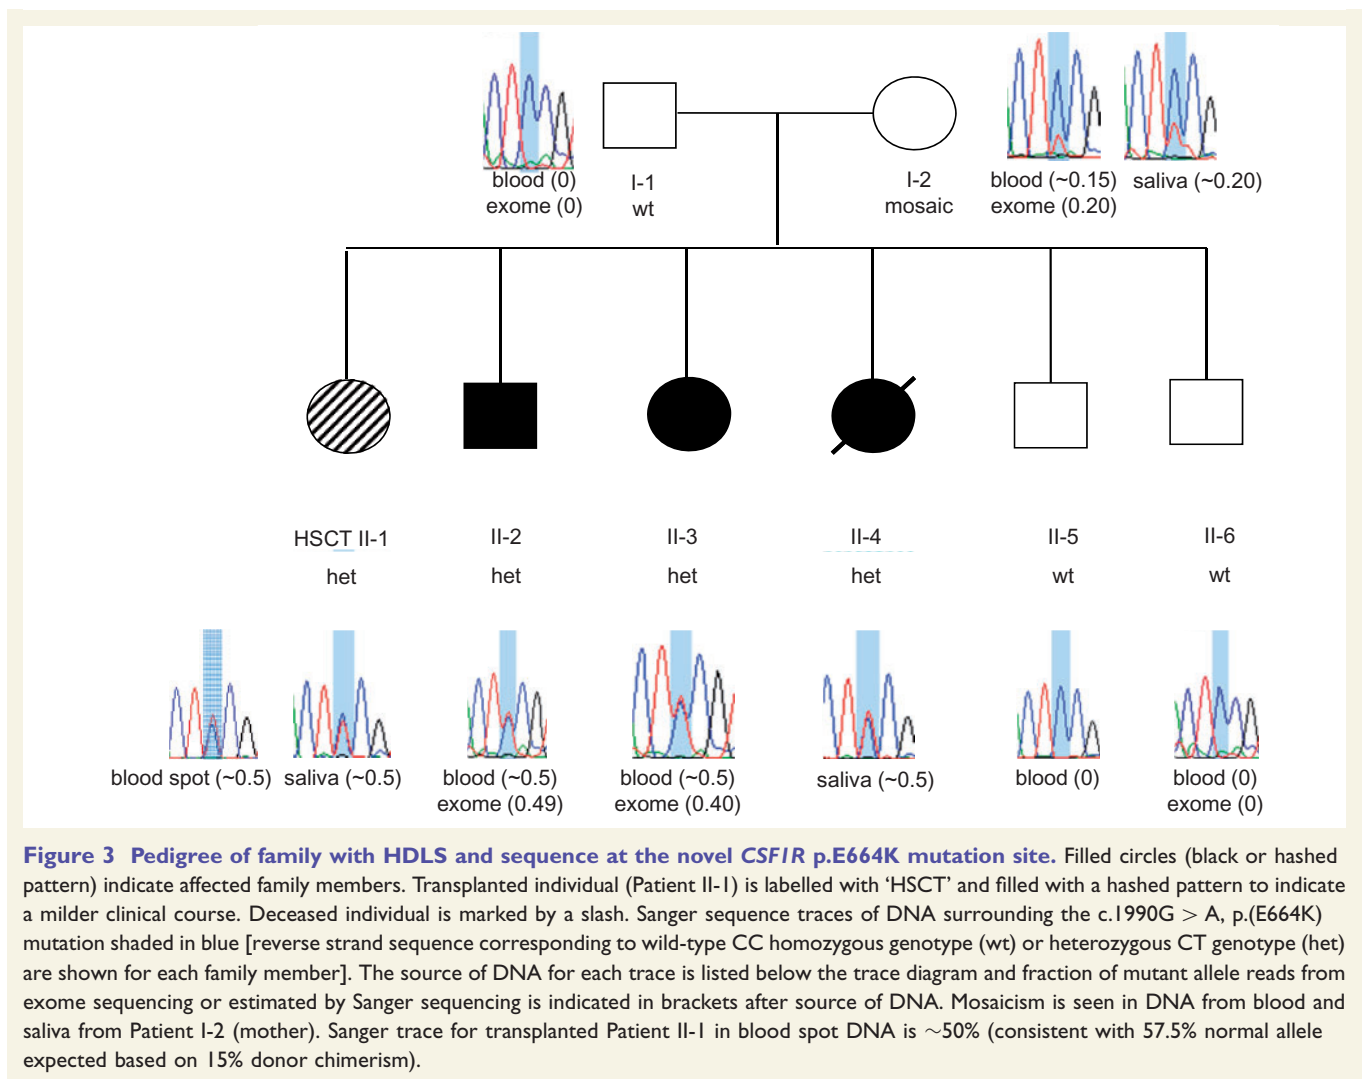 blood (0)
exome (0)
I-1
wt
I-2
mosaic
blood (~0.15)
exome (0.20)
saliva (~0.20)
HSCT II-1
het
II-2
het
II-3
het
II-4
het
II-5
wt
II-6
wt
blood spot (~0.5)
saliva (~0.5)
blood (~0.5)
exome (0.49)
blood (~0.5)
exome (0.40)
saliva (~0.5)
blood (0)
blood (0)
exome (0)
Figure 3 Pedigree of family with HDLS and sequence at the novel CSF1R p.E664K mutation site. Filled circles (black or hashed
pattern) indicate affected family members. Transplanted individual (Patient II-1) is labelled with ‘HSCT’ and filled with a hashed pattern to indicate
a milder clinical course. Deceased individual is marked by a slash. Sanger sequence traces of DNA surrounding the c.1990G > A, p.(E664K)
mutation shaded in blue [reverse strand sequence corresponding to wild-type CC homozygous genotype (wt) or heterozygous CT genotype (het)
are shown for each family member]. The source of DNA for each trace is listed below the trace diagram and fraction of mutant allele reads from
exome sequencing or estimated by Sanger sequencing is indicated in brackets after source of DNA. Mosaicism is seen in DNA from blood and
saliva from Patient I-2 (mother). Sanger trace for transplanted Patient II-1 in blood spot DNA is ~50% (consistent with 57.5% normal allele
expected based on 15% donor chimerism).